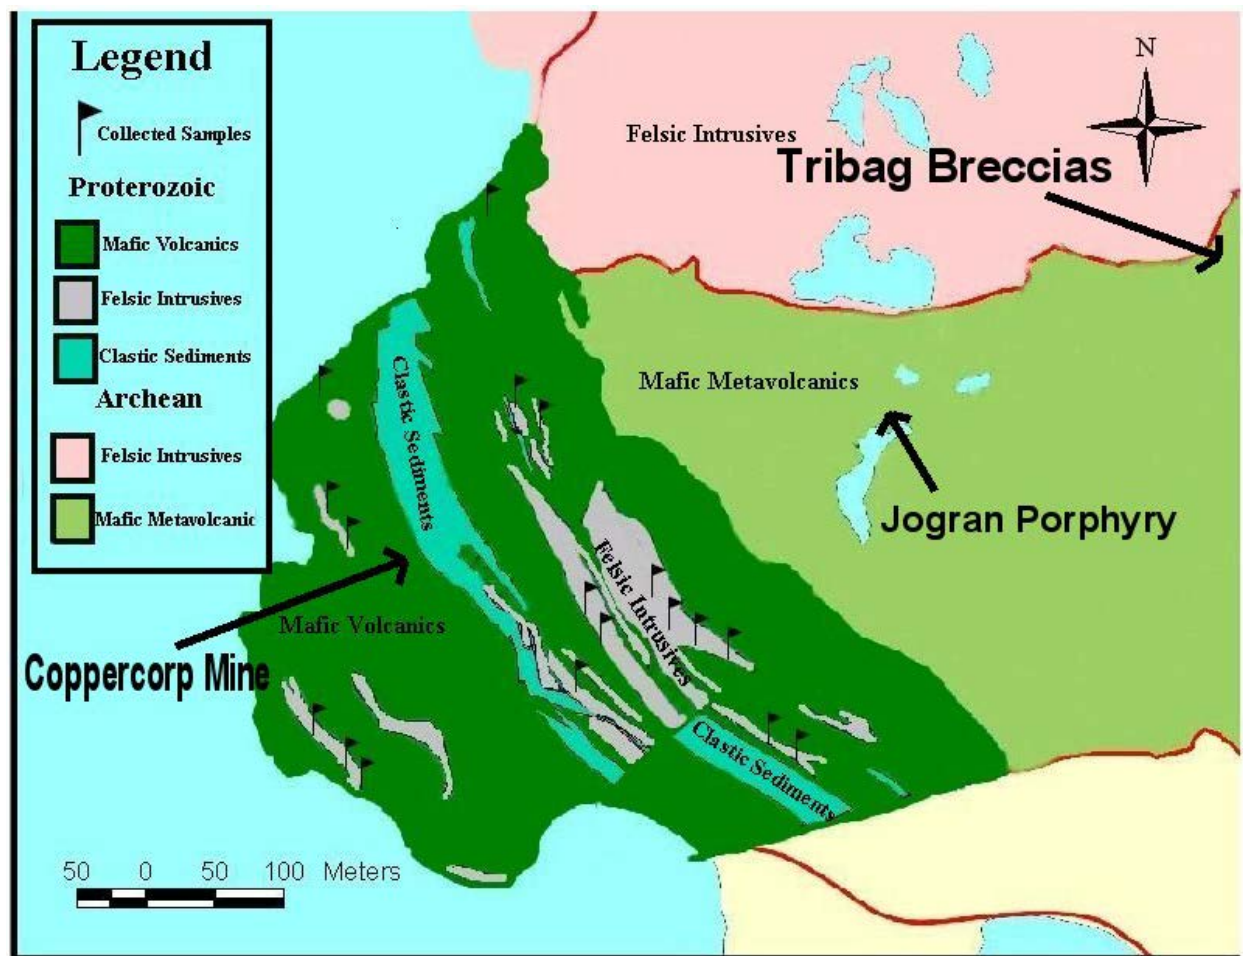 Legend
Collected Samples
Proterozoic
Mafic Volcanics
Felsic Intrusives
Clastic Sediments
Archean
Felsic Intrusives
Mafic Metavolcanic
N
Felsic Intrusives
Tribag Breccias
Mafic Metavolcanics
Jogran Porphyry
Clastic Sediments
Felsic Intrusives
Mafic Volcanics
Coppercorp Mine
Clastic Sediments
50 0 50 100 Meters